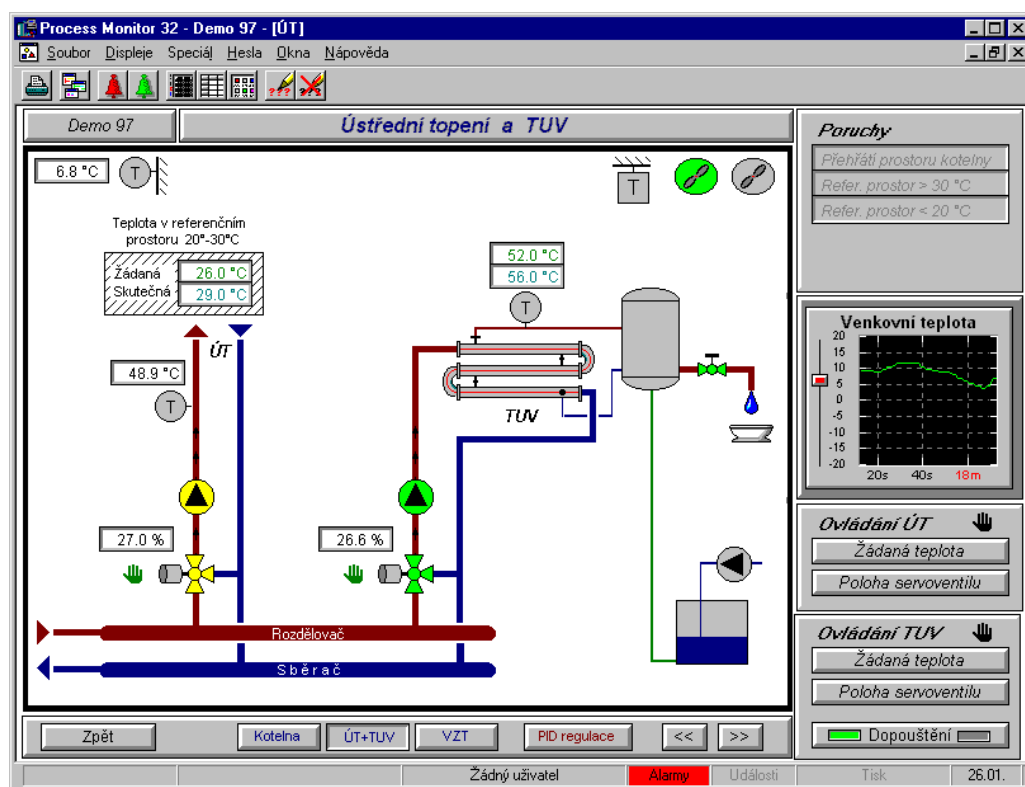 Process Monitor 32 - Demo 97 - [ÚT]
Soubor Displeje Speciál Hesla Okna Nápověda
Demo 97
Ústřední topení a TUV
6.8 °C
T
T
Teplota v referenčním
prostoru 20°-30°C
Žádaná 26.0 °C
Skutečná 29.0 °C
52.0 °C
56.0 °C
T
ÚT
48.9 °C
T
TUV
27.0 %
26.6 %
Rozdělovač
Sběrač
Poruchy
Přehřátí prostoru kotelny
Refer. prostor > 30 °C
Refer. prostor < 20 °C
Venkovní teplota
20
15
10
5
0
-5
-10
-15
-20
20s 40s 18m
Ovládání ÚT
Žádaná teplota
Poloha servoventilu
Ovládání TUV
Žádaná teplota
Poloha servoventilu
Dopouštění
Zpět Kotelna ÚT+TUV VZT PID regulace << >>
Žádný uživatel Alarmy Události Tisk 26.01.